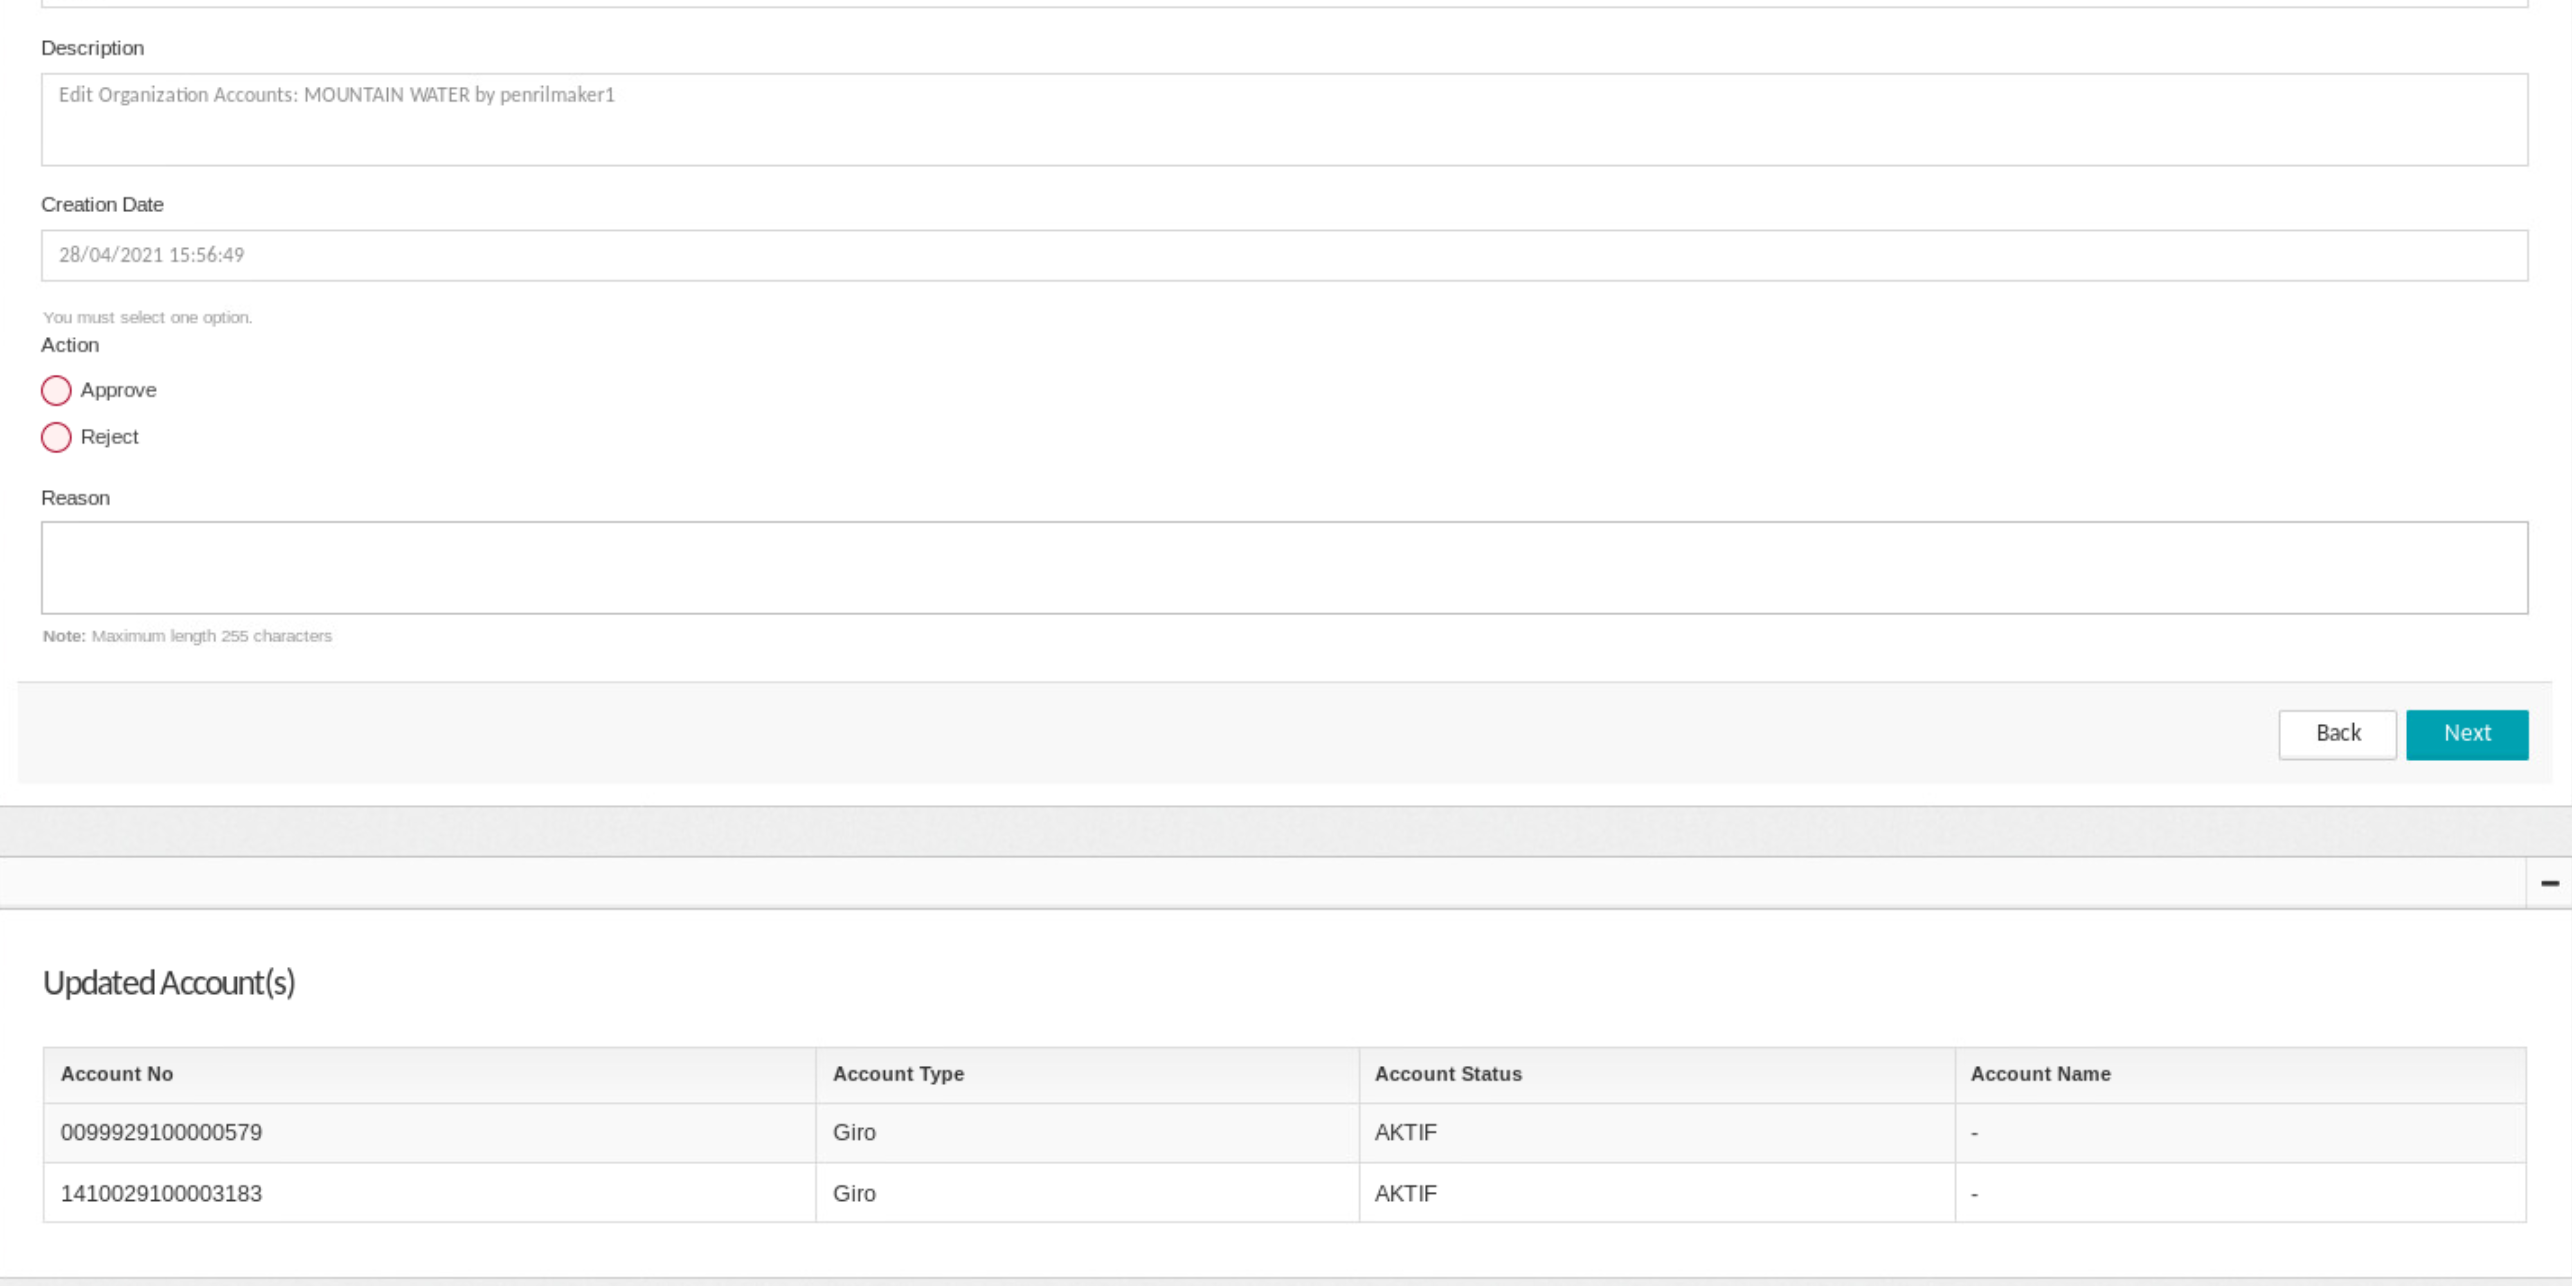 Description
Edit Organization Accounts: MOUNTAIN WATER by penrilmaker1
Creation Date
28/04/2021 15:56:49
You must select one option.
Action
Approve
Reject
Reason
Note: Maximum length 255 characters
Back Next
Updated Account(s)
Account No Account Type Account Status Account Name
0099929100000579 Giro AKTIF -
1410029100003183 Giro AKTIF -